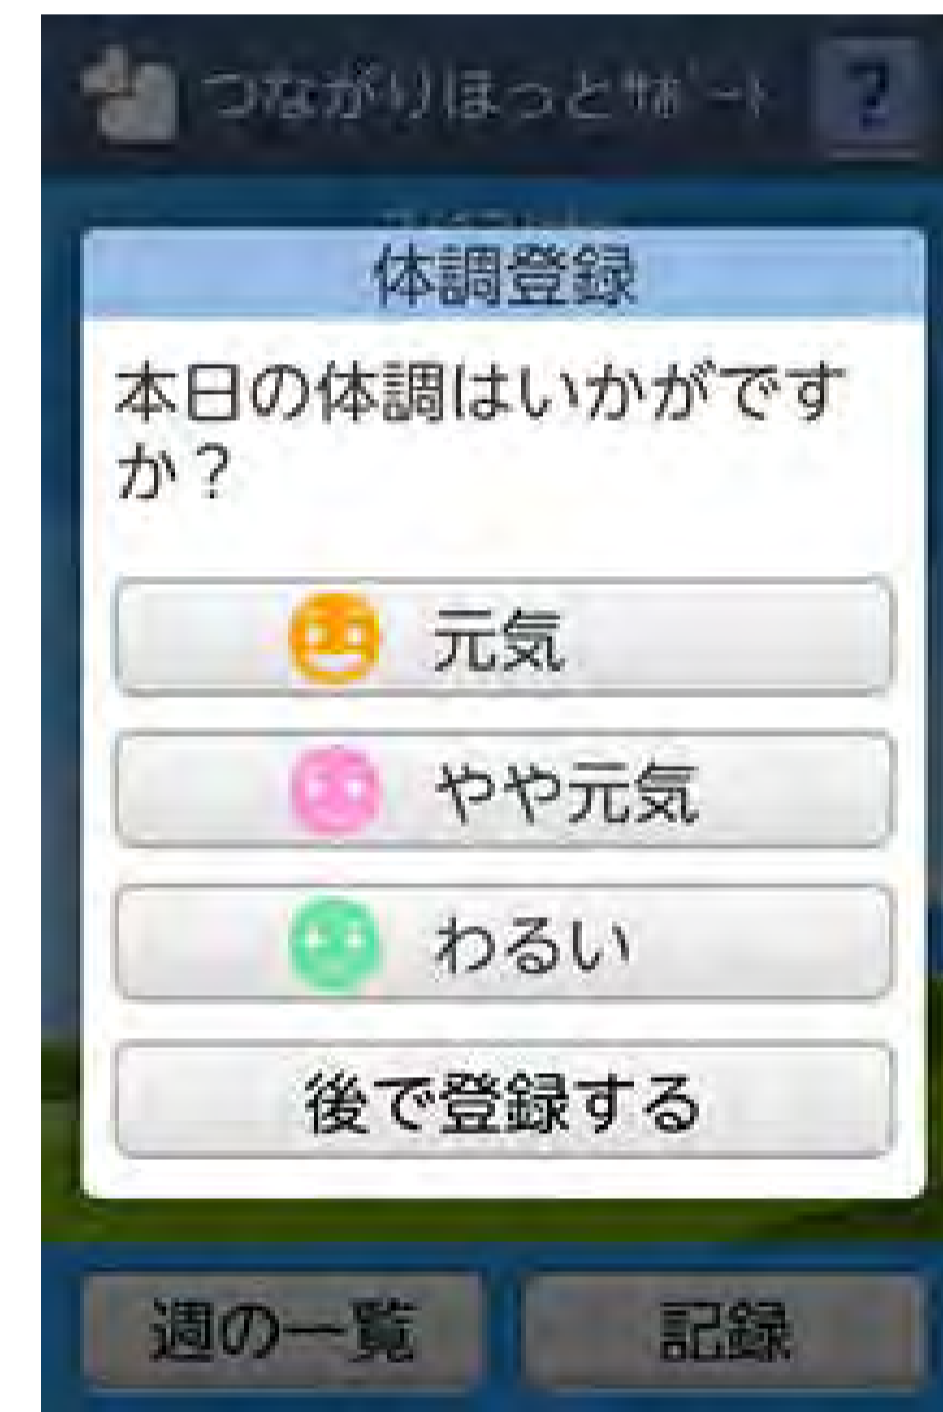 つながりほっとｻﾎﾟｰﾄ
?
体調登録
本日の体調はいかがです
か？
元気
やや元気
わるい
後で登録する
週の一覧
記録